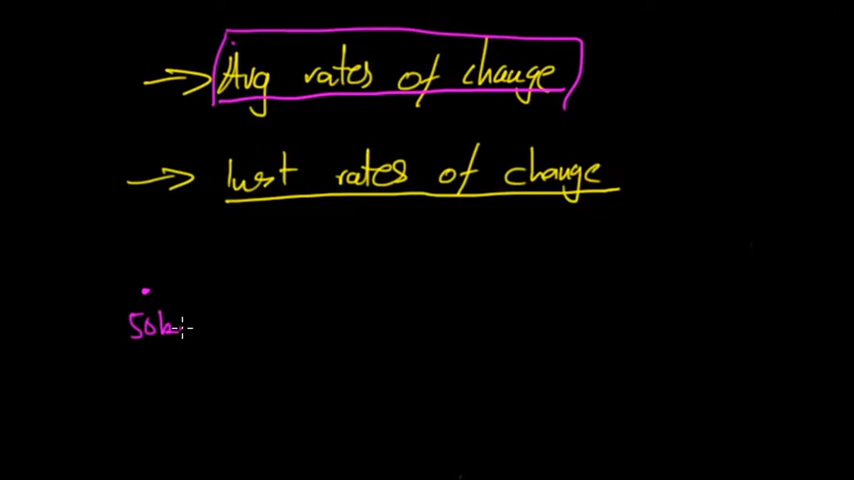 → Avg rates of change
→ Inst rates of change
50k